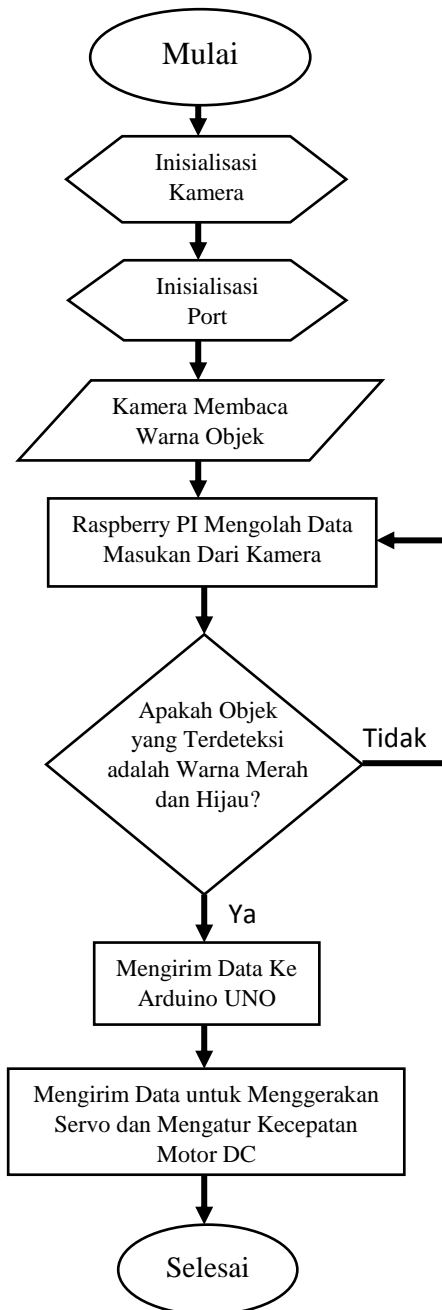 Mulai
Inisialisasi
Kamera
Inisialisasi
Port
Kamera Membaca
Warna Objek
Raspberry PI Mengolah Data
Masukan Dari Kamera
Apakah Objek
yang Terdeteksi
adalah Warna Merah
dan Hijau?
Tidak
Ya
Mengirim Data Ke
Arduino UNO
Mengirim Data untuk Menggerakan
Servo dan Mengatur Kecepatan
Motor DC
Selesai